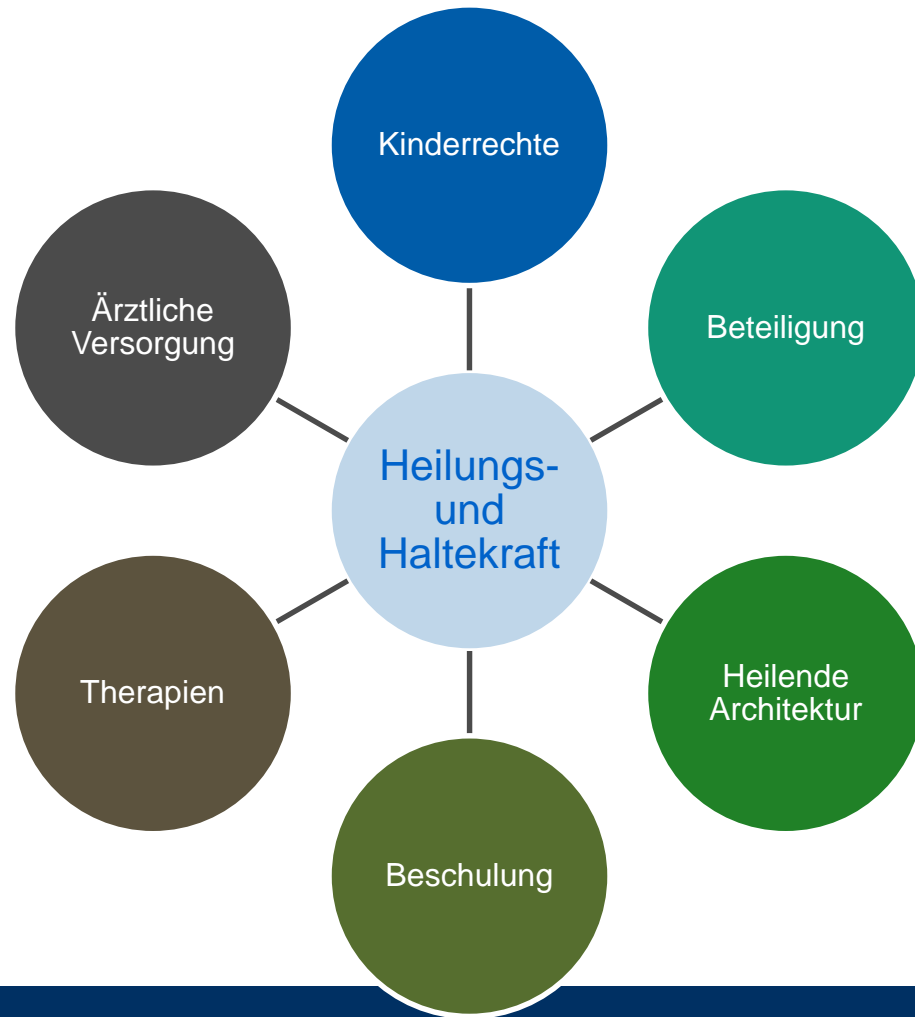 Kinderrechte
Ärztliche
Versorgung
Beteiligung
Heilungs-
und
Haltekraft
Therapien
Heilende
Architektur
Beschulung